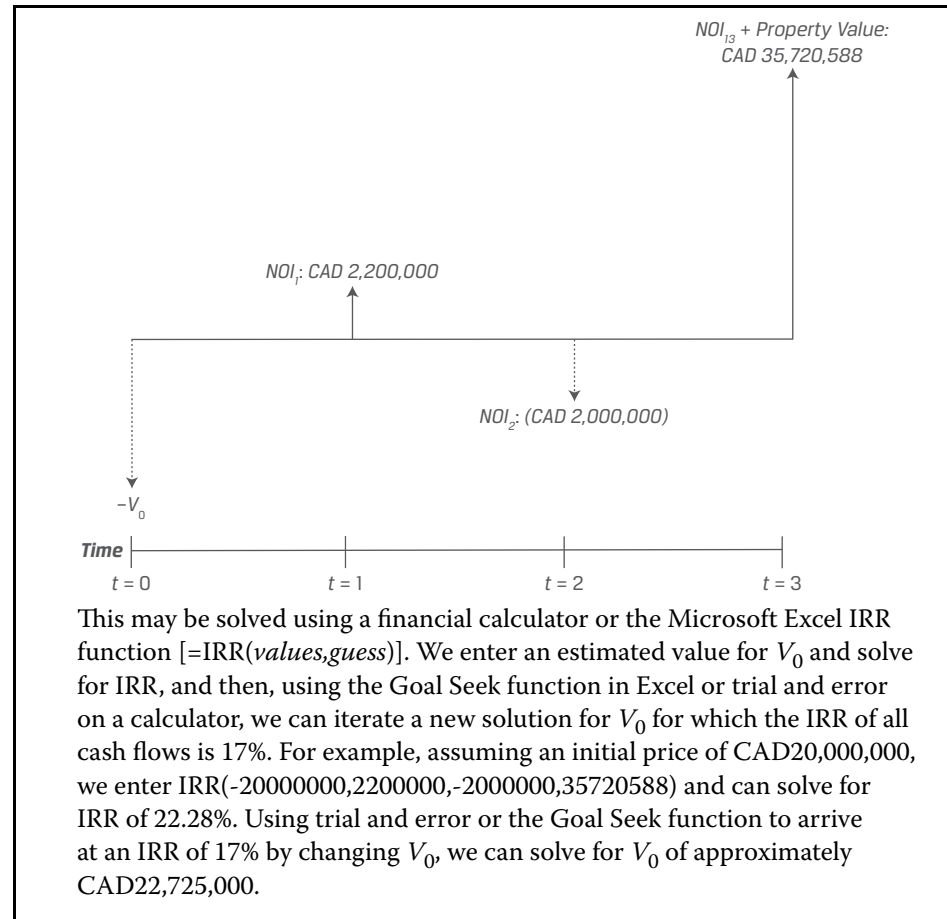 NOI13 + Property Value:
CAD 35,720,588
NOI1: CAD 2,200,000
NOI2: (CAD 2,000,000)
–V0
Time
t = 0 t = 1 t = 2 t = 3
This may be solved using a financial calculator or the Microsoft Excel IRR
function [=IRR(values,guess)]. We enter an estimated value for V0 and solve
for IRR, and then, using the Goal Seek function in Excel or trial and error
on a calculator, we can iterate a new solution for V0 for which the IRR of all
cash flows is 17%. For example, assuming an initial price of CAD20,000,000,
we enter IRR(-20000000,2200000,-2000000,35720588) and can solve for
IRR of 22.28%. Using trial and error or the Goal Seek function to arrive
at an IRR of 17% by changing V0, we can solve for V0 of approximately
CAD22,725,000.